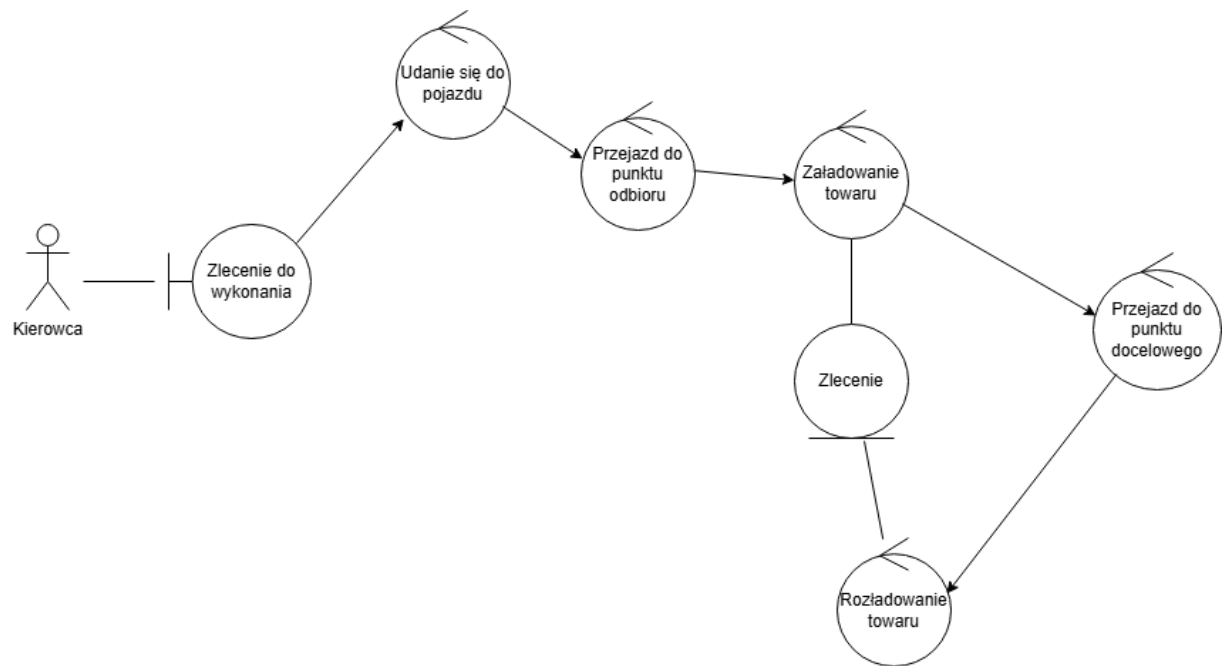 Udanie się do
pojazdu
Przejazd do
punktu
odbioru
Załadowanie
towaru
Zlecenie do
wykonania
Kierowca
Przejazd do
punktu
docelowego
Zlecenie
Rozładowanie
towaru